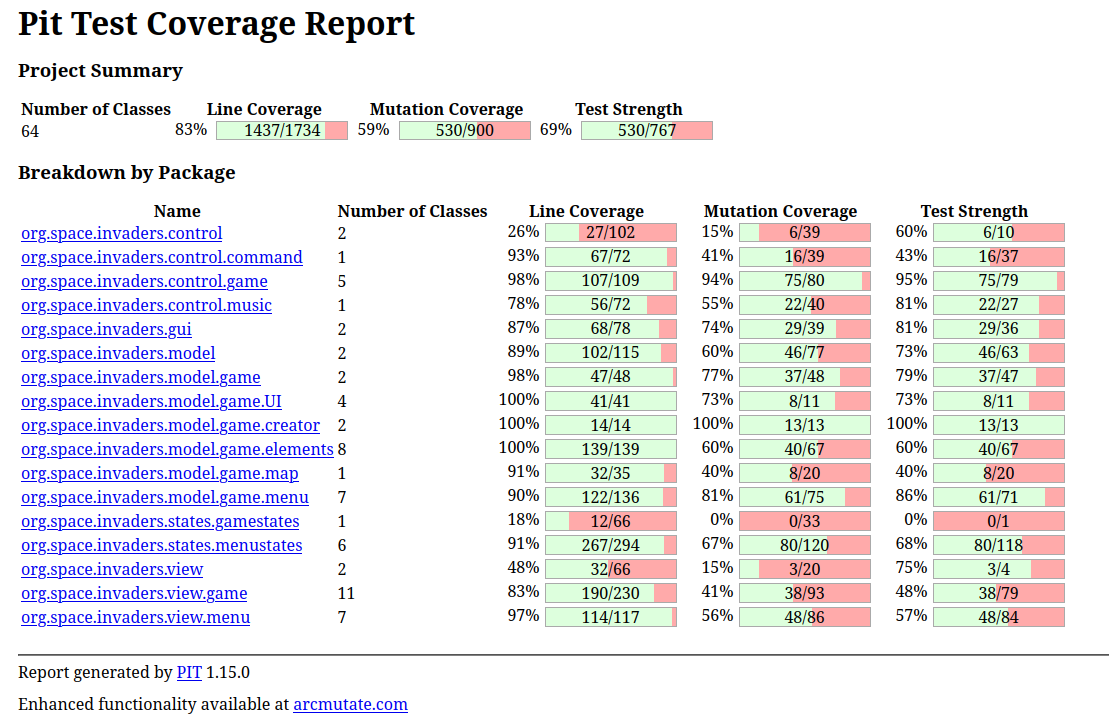 Pit Test Coverage Report
Project Summary
Number of Classes Line Coverage Mutation Coverage Test Strength
64 83% 1437/1734 59% 530/900 69% 530/767
Breakdown by Package
Name Number of Classes Line Coverage Mutation Coverage Test Strength
org.space.invaders.control 2 26% 27/102 15% 6/39 60% 6/10
org.space.invaders.control.command 1 93% 67/72 41% 16/39 43% 16/37
org.space.invaders.control.game 5 98% 107/109 94% 75/80 95% 75/79
org.space.invaders.control.music 1 78% 56/72 55% 22/40 81% 22/27
org.space.invaders.gui 2 87% 68/78 74% 29/39 81% 29/36
org.space.invaders.model 2 89% 102/115 60% 46/77 73% 46/63
org.space.invaders.model.game 2 98% 47/48 77% 37/48 79% 37/47
org.space.invaders.model.game.UI 4 100% 41/41 73% 8/11 73% 8/11
org.space.invaders.model.game.creator 2 100% 14/14 100% 13/13 100% 13/13
org.space.invaders.model.game.elements 8 100% 139/139 60% 40/67 60% 40/67
org.space.invaders.model.game.map 1 91% 32/35 40% 8/20 40% 8/20
org.space.invaders.model.game.menu 7 90% 122/136 81% 61/75 86% 61/71
org.space.invaders.states.gamestates 1 18% 12/66 0% 0/33 0% 0/1
org.space.invaders.states.menustates 6 91% 267/294 67% 80/120 68% 80/118
org.space.invaders.view 2 48% 32/66 15% 3/20 75% 3/4
org.space.invaders.view.game 11 83% 190/230 41% 38/93 48% 38/79
org.space.invaders.view.menu 7 97% 114/117 56% 48/86 57% 48/84
Report generated by PIT 1.15.0
Enhanced functionality available at arcmutate.com